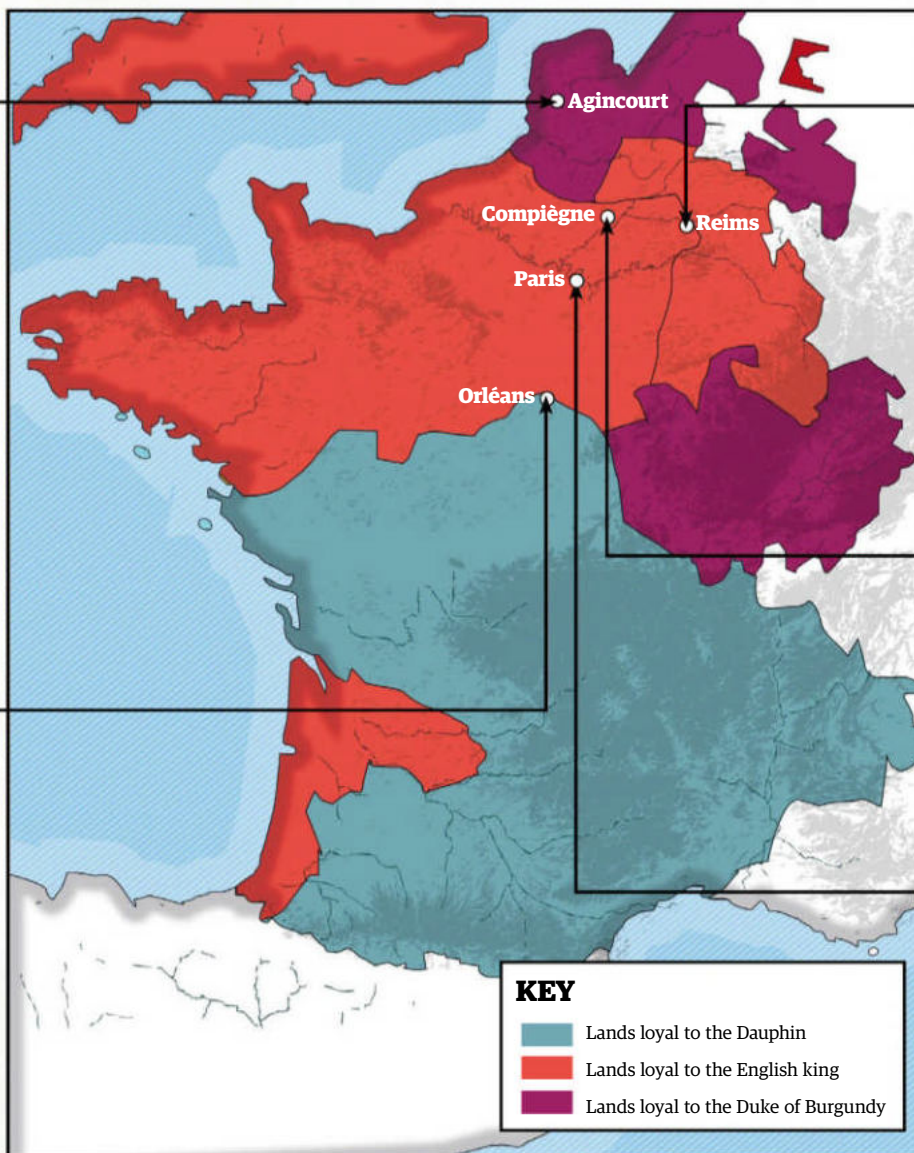 Agincourt
Compiègne
Reims
Paris
Orléans
KEY
Lands loyal to the Dauphin
Lands loyal to the English king
Lands loyal to the Duke of Burgundy